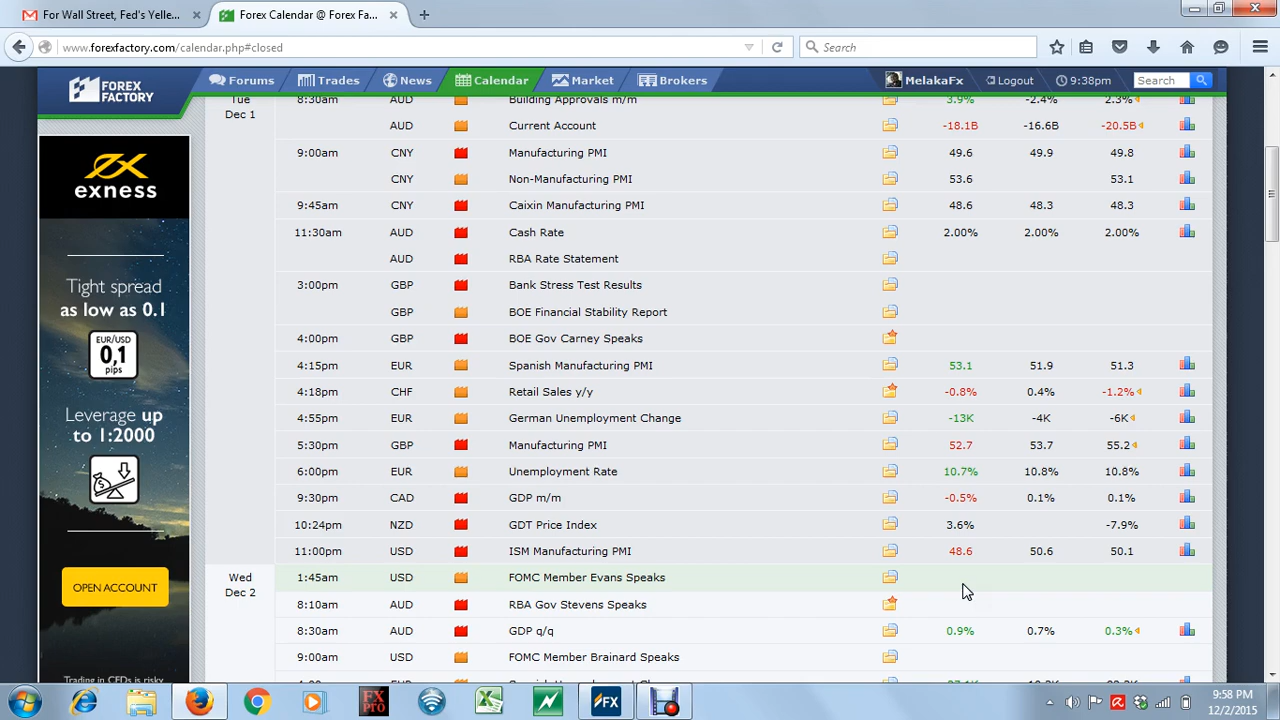 For Wall Street, Fed's Yelle...
Forex Calendar @ Forex Fa...
www.forexfactory.com/calendar.php#closed
Search
FOREX FACTORY
Forums Trades News Calendar Market Brokers MelakaFx Logout 9:38pm Search
Tue Dec 1 8:30am AUD Building Approvals m/m 3.9% -2.4% 2.3%
AUD Current Account -18.1B -16.6B -20.5B
9:00am CNY Manufacturing PMI 49.6 49.9 49.8
CNY Non-Manufacturing PMI 53.6 53.1
9:45am CNY Caixin Manufacturing PMI 48.6 48.3 48.3
11:30am AUD Cash Rate 2.00% 2.00% 2.00%
AUD RBA Rate Statement
3:00pm GBP Bank Stress Test Results
GBP BOE Financial Stability Report
4:00pm GBP BOE Gov Carney Speaks
4:15pm EUR Spanish Manufacturing PMI 53.1 51.9 51.3
4:18pm CHF Retail Sales y/y -0.8% 0.4% -1.2%
4:55pm EUR German Unemployment Change -13K -4K -6K
5:30pm GBP Manufacturing PMI 52.7 53.7 55.2
6:00pm EUR Unemployment Rate 10.7% 10.8% 10.8%
9:30pm CAD GDP m/m -0.5% 0.1% 0.1%
10:24pm NZD GDT Price Index 3.6% -7.9%
11:00pm USD ISM Manufacturing PMI 48.6 50.6 50.1
Wed Dec 2 1:45am USD FOMC Member Evans Speaks
8:10am AUD RBA Gov Stevens Speaks
8:30am AUD GDP q/q 0.9% 0.7% 0.3%
9:00am USD FOMC Member Brainard Speaks
exness
Tight spread
as low as 0.1
EUR/USD
0,1
pips
Leverage up
to 1:2000
OPEN ACCOUNT
Trading in CFDs is risky
FX
PRO
FX
9:58 PM
12/2/2015